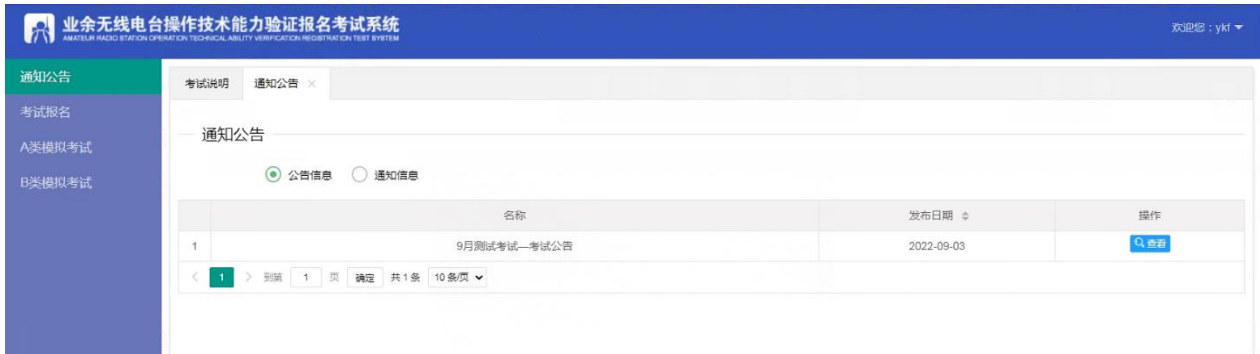 业余无线电台操作技术能力验证报名考试系统
AMATEUR RADIO STATION OPERATION TECHNICAL ABILITY VERIFICATION REGISTRATION TEST SYSTEM
欢迎您：ykf
通知公告
考试报名
A类模拟考试
B类模拟考试
考试说明 通知公告
通知公告
公告信息 通知信息
名称 发布日期 操作
1 9月测试考试—考试公告 2022-09-03 查看
1 到第 1 页 确定 共1条 10条/页